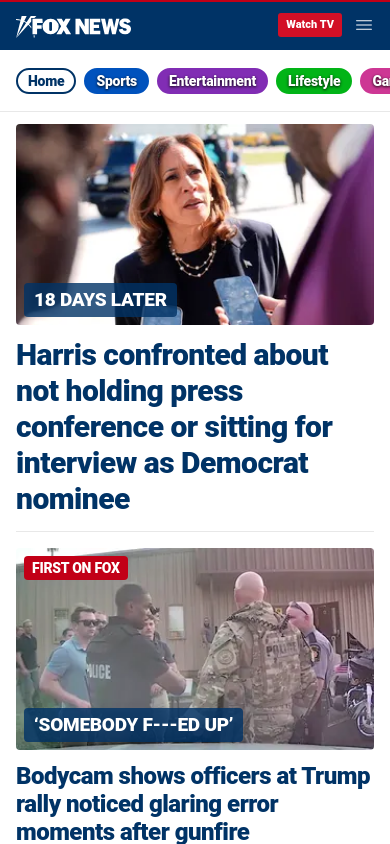 FOX NEWS
Watch TV
Home
Sports
Entertainment
Lifestyle
18 DAYS LATER
Harris confronted about
not holding press
conference or sitting for
interview as Democrat
nominee
FIRST ON FOX
POLICE
POLICE
‘SOMEBODY F---ED UP’
Bodycam shows officers at Trump
rally noticed glaring error
moments after gunfire